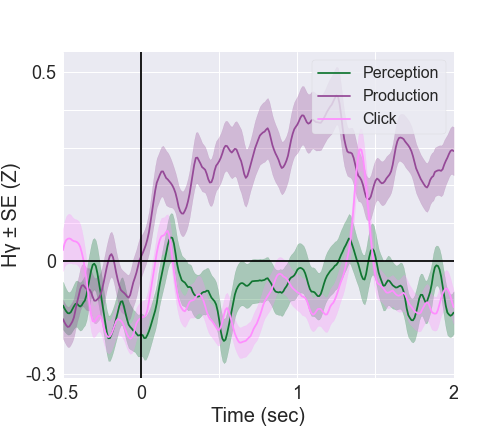 Hγ ± SE (Z)
0.5
0
-0.3
Perception
Production
Click
-0.5
0
1
2
Time (sec)